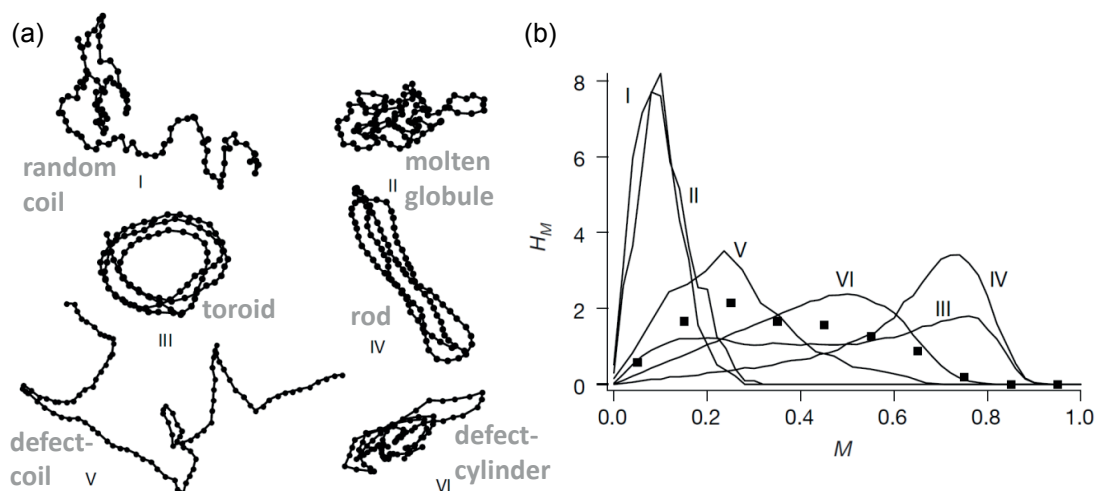 (a)
random
coil
I
molten
globule
II
toroid
III
rod
IV
defect-
coil
V
defect-
cylinder
VI
(b)
H_M
8
6
4
2
0
I
II
V
VI
IV
III
0.0 0.2 0.4 0.6 0.8 1.0
M